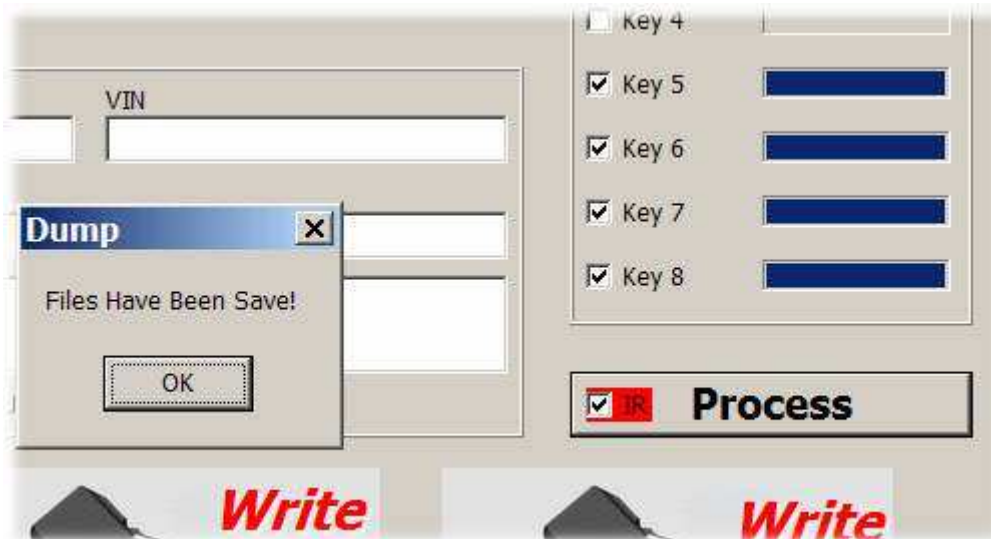 Key 4
Key 5
VIN
Key 6
Dump
Key 7
Files Have Been Save!
Key 8
OK
IR Process
Write
Write